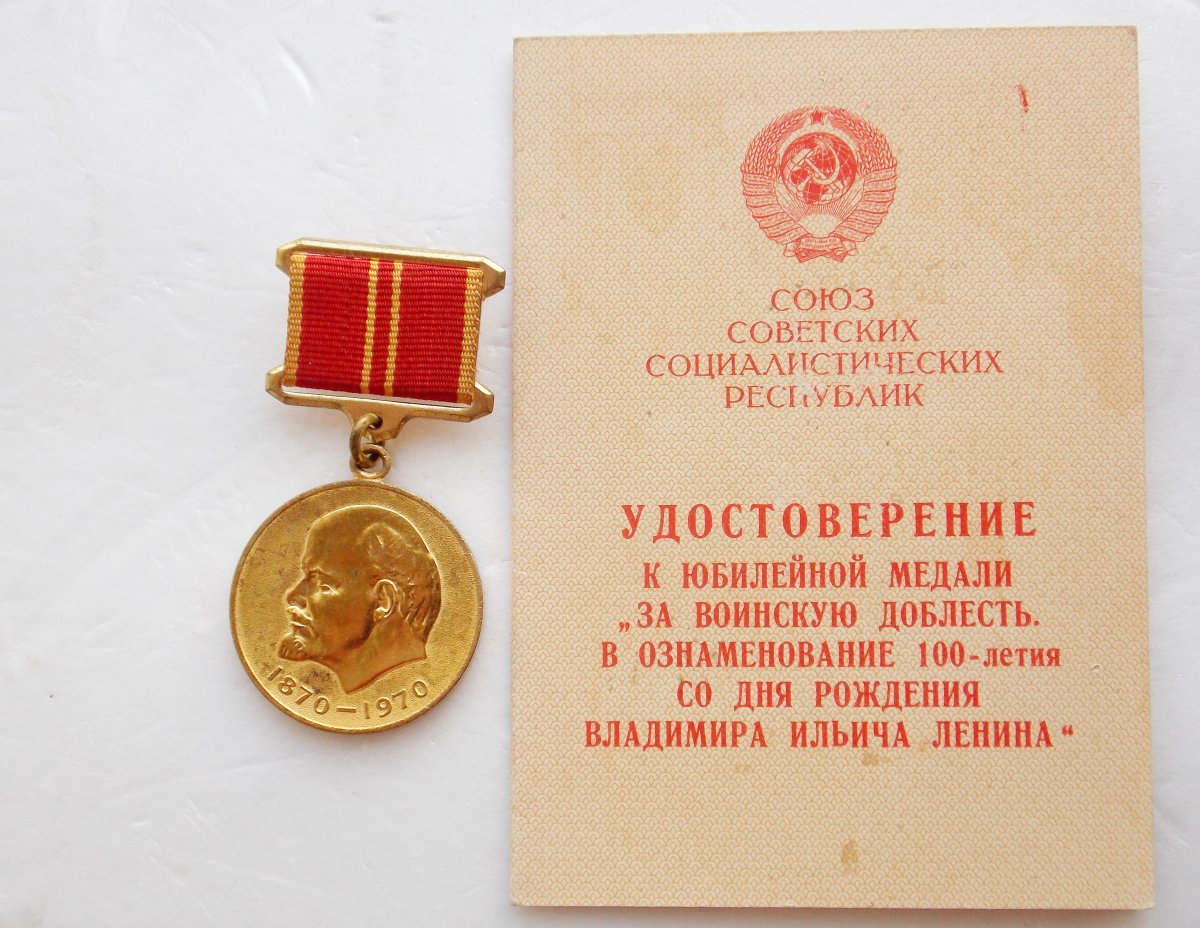 1870-1970
СОЮЗ
СОВЕТСКИХ
СОЦИАЛИСТИЧЕСКИХ
РЕСПУБЛИК
УДОСТОВЕРЕНИЕ
К ЮБИЛЕЙНОЙ МЕДАЛИ
„ЗА ВОИНСКУЮ ДОБЛЕСТЬ.
В ОЗНАМЕНОВАНИЕ 100-летия
СО ДНЯ РОЖДЕНИЯ
ВЛАДИМИРА ИЛЬИЧА ЛЕНИНА“